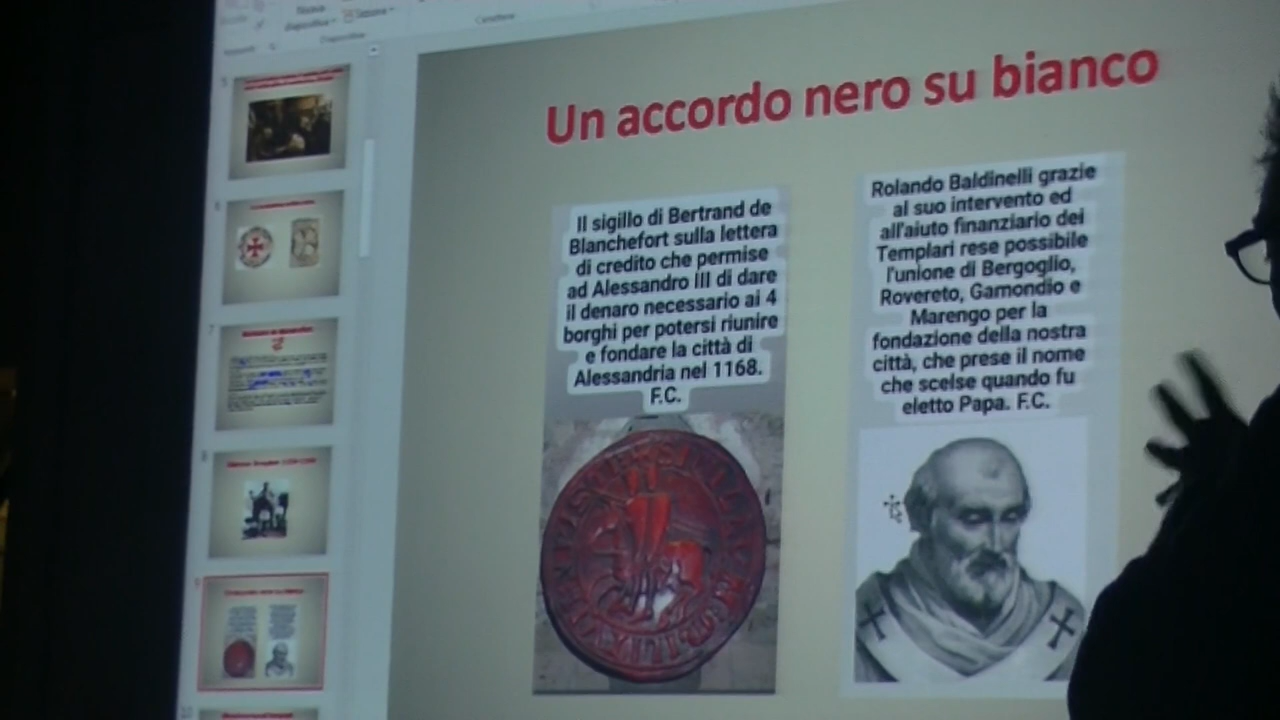 Un accordo nero su bianco
Il sigillo di Bertrand de
Blanchefort sulla lettera
di credito che permise
ad Alessandro III di dare
il denaro necessario ai 4
borghi per potersi riunire
e fondare la città di
Alessandria nel 1168.
F.C.
Rolando Baldinelli grazie
al suo intervento ed
all'aiuto finanziario dei
Templari rese possibile
l'unione di Bergoglio,
Rovereto, Gamondio e
Marengo per la
fondazione della nostra
città, che prese il nome
che scelse quando fu
eletto Papa. F.C.